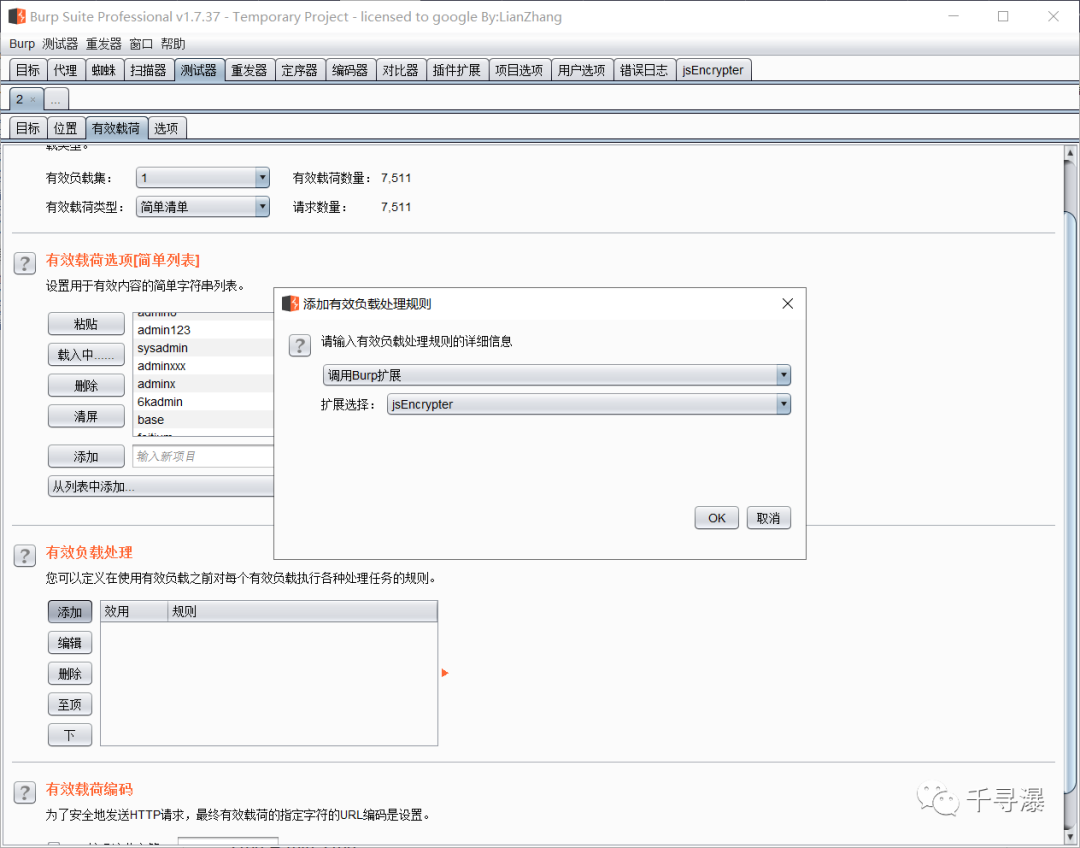 Burp Suite Professional v1.7.37 - Temporary Project - licensed to google By:LianZhang
Burp 测试器 重发器 窗口 帮助
目标 代理 蜘蛛 扫描器 测试器 重发器 定序器 编码器 对比器 插件扩展 项目选项 用户选项 错误日志 jsEncrypter
2 × ...
目标 位置 有效载荷 选项
载类型。
有效负载集： 1 有效载荷数量： 7,511
有效载荷类型： 简单清单 请求数量： 7,511
? 有效载荷选项[简单列表]
设置用于有效内容的简单字符串列表。
粘贴
载入中......
删除
清屏
添加
admin123
sysadmin
adminxxx
adminx
6kadmin
base
输入新项目
从列表中添加...
添加有效负载处理规则
? 请输入有效负载处理规则的详细信息
调用Burp扩展
扩展选择： jsEncrypter
OK 取消
? 有效负载处理
您可以定义在使用有效负载之前对每个有效负载执行各种处理任务的规则。
添加 效用 规则
编辑
删除
至顶
下
? 有效载荷编码
为了安全地发送HTTP请求，最终有效载荷的指定字符的URL编码是设置。
千寻瀑